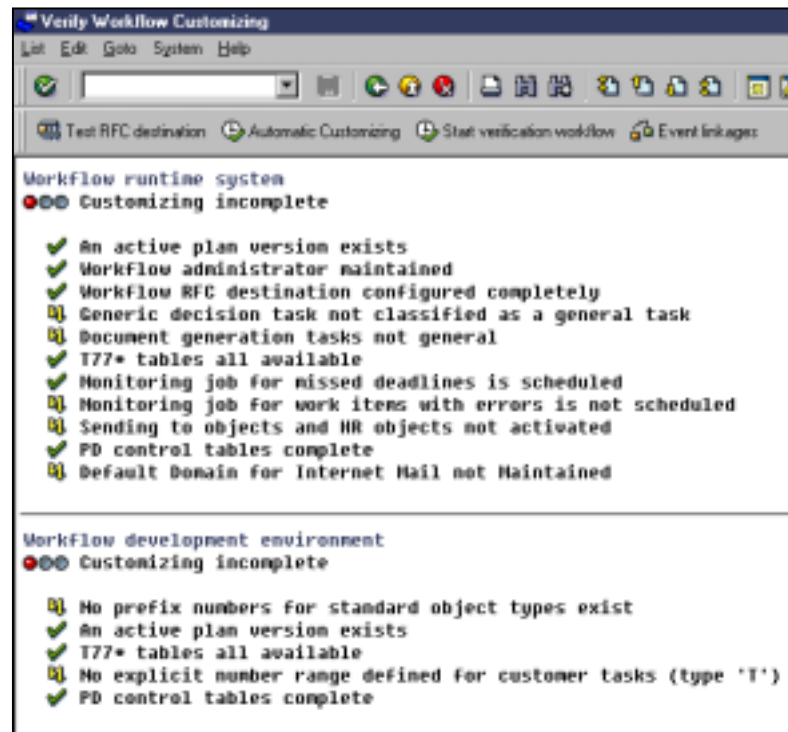 Verify Workflow Customizing
List Edit Goto System Help
Test RFC destination Automatic Customizing Start verification workflow Event linkages
Workflow runtime system
Customizing incomplete
An active plan version exists
Workflow administrator maintained
Workflow RFC destination configured completely
Generic decision task not classified as a general task
Document generation tasks not general
T77* tables all available
Monitoring job for missed deadlines is scheduled
Monitoring job for work items with errors is not scheduled
Sending to objects and HR objects not activated
PD control tables complete
Default Domain for Internet Mail not Maintained
Workflow development environment
Customizing incomplete
No prefix numbers for standard object types exist
An active plan version exists
T77* tables all available
No explicit number range defined for customer tasks (type 'T')
PD control tables complete